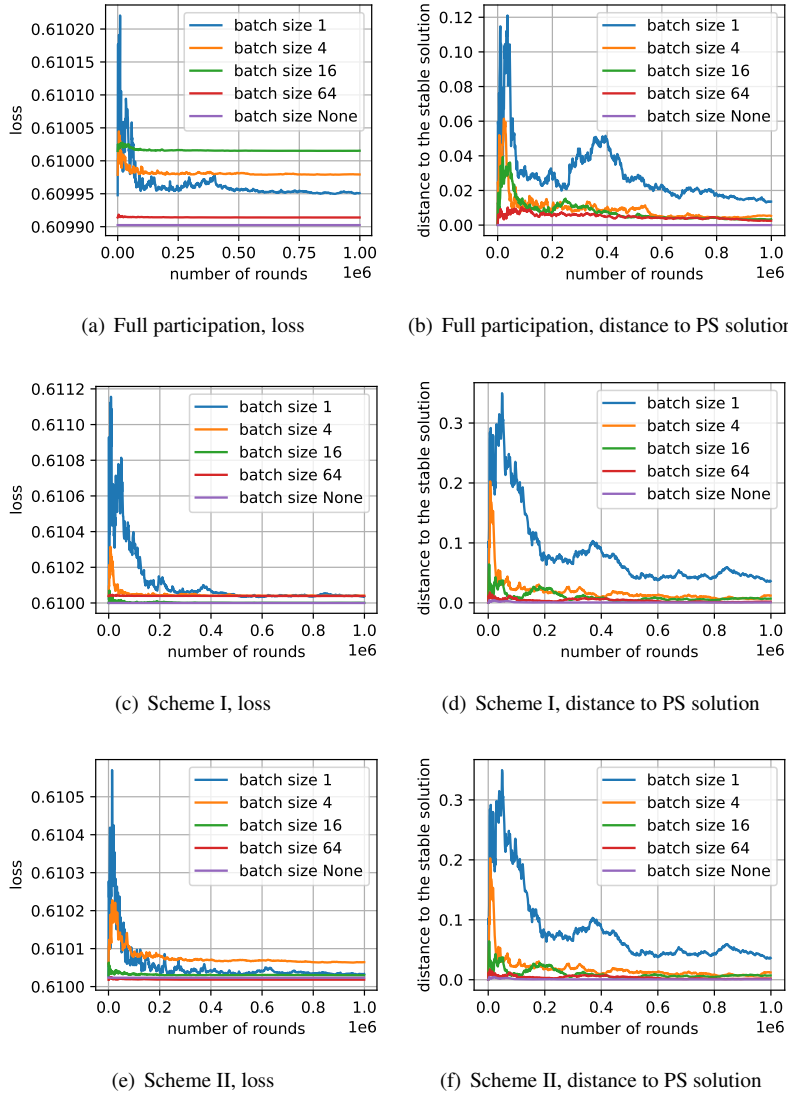 0.61020
0.61015
0.61010
0.61005
0.61000
0.60995
0.60990
loss
batch size 1
batch size 4
batch size 16
batch size 64
batch size None
0.00 0.25 0.50 0.75 1.00
number of rounds
1e6
(a) Full participation, loss
0.12
0.10
0.08
0.06
0.04
0.02
0.00
distance to the stable solution
batch size 1
batch size 4
batch size 16
batch size 64
batch size None
0.0 0.2 0.4 0.6 0.8 1.0
number of rounds
1e6
(b) Full participation, distance to PS solution
0.6112
0.6110
0.6108
0.6106
0.6104
0.6102
0.6100
loss
batch size 1
batch size 4
batch size 16
batch size 64
batch size None
0.0 0.2 0.4 0.6 0.8 1.0
number of rounds
1e6
(c) Scheme I, loss
0.3
0.2
0.1
0.0
distance to the stable solution
batch size 1
batch size 4
batch size 16
batch size 64
batch size None
0.0 0.2 0.4 0.6 0.8 1.0
number of rounds
1e6
(d) Scheme I, distance to PS solution
0.6105
0.6104
0.6103
0.6102
0.6101
0.6100
loss
batch size 1
batch size 4
batch size 16
batch size 64
batch size None
0.0 0.2 0.4 0.6 0.8 1.0
number of rounds
1e6
(e) Scheme II, loss
0.3
0.2
0.1
0.0
distance to the stable solution
batch size 1
batch size 4
batch size 16
batch size 64
batch size None
0.0 0.2 0.4 0.6 0.8 1.0
number of rounds
1e6
(f) Scheme II, distance to PS solution